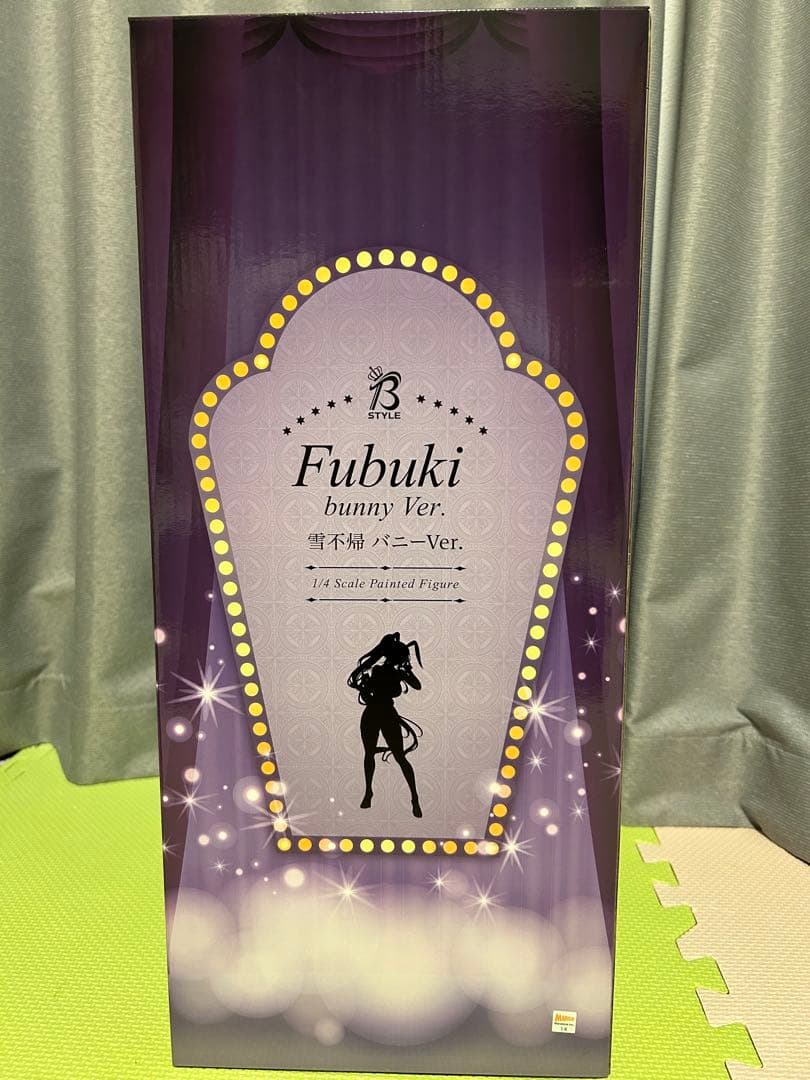 B
STYLE
Fubuki
bunny Ver.
雪不帰 バニーVer.
1/4 Scale Painted Figure